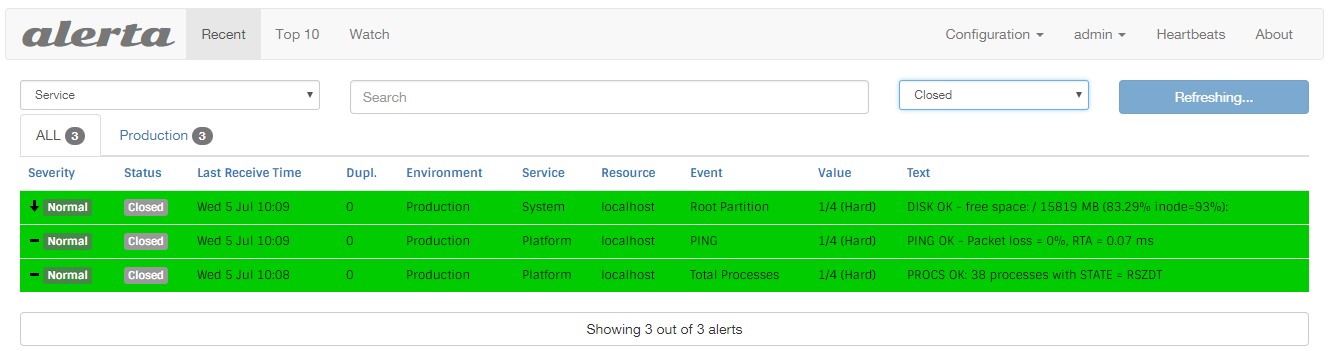 alerta Recent Top 10 Watch Configuration admin Heartbeats About
Service Search Closed Refreshing...
ALL 3 Production 3
Severity Status Last Receive Time Dupl. Environment Service Resource Event Value Text
Normal Closed Wed 5 Jul 10:09 0 Production System localhost Root Partition 1/4 (Hard) DISK OK - free space: / 15819 MB (83.29% inode=93%):
Normal Closed Wed 5 Jul 10:09 0 Production Platform localhost PING 1/4 (Hard) PING OK - Packet loss = 0%, RTA = 0.07 ms
Normal Closed Wed 5 Jul 10:08 0 Production Platform localhost Total Processes 1/4 (Hard) PROCS OK: 38 processes with STATE = RSZDT
Showing 3 out of 3 alerts